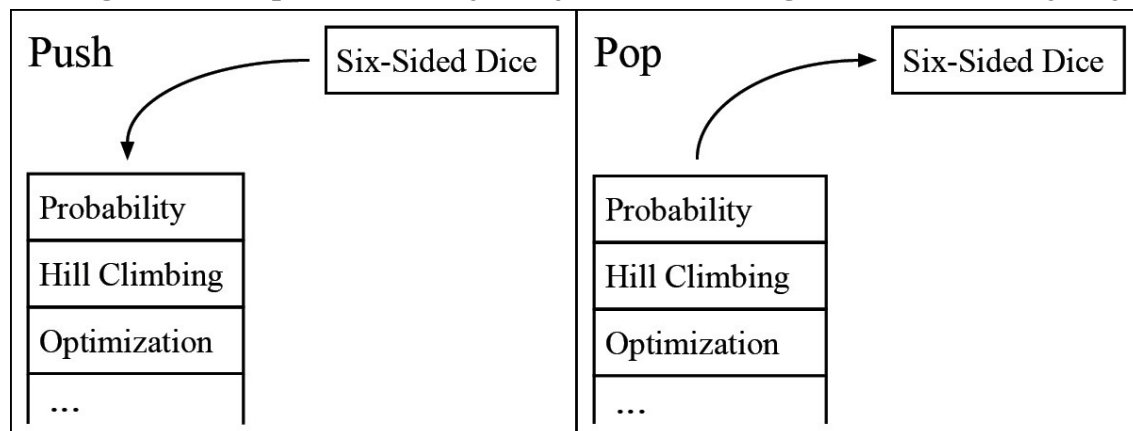 Push
Six-Sided Dice
Probability
Hill Climbing
Optimization
...
Pop
Six-Sided Dice
Probability
Hill Climbing
Optimization
...